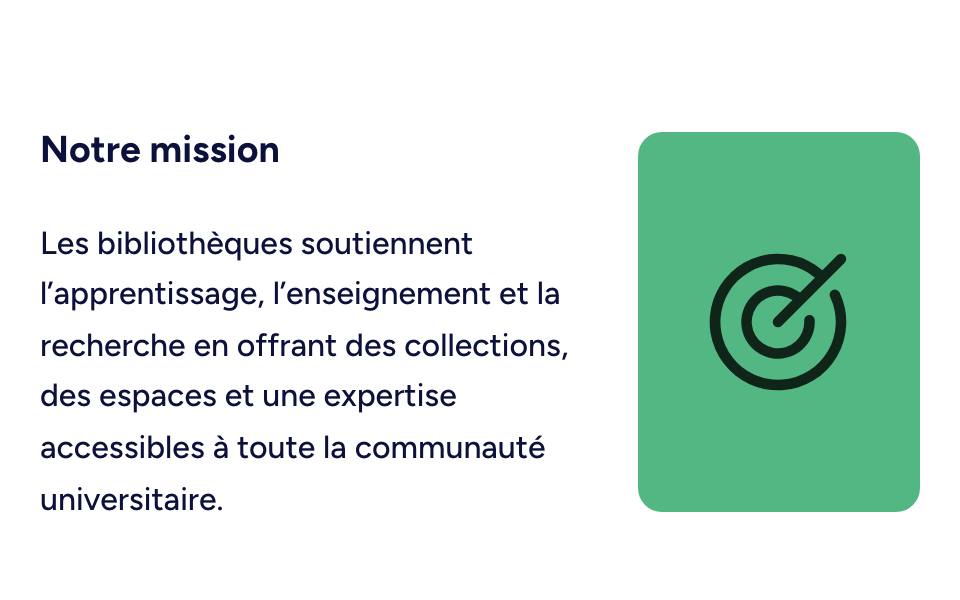 Notre mission
Les bibliothèques soutiennent
l’apprentissage, l’enseignement et la
recherche en offrant des collections,
des espaces et une expertise
accessibles à toute la communauté
universitaire.